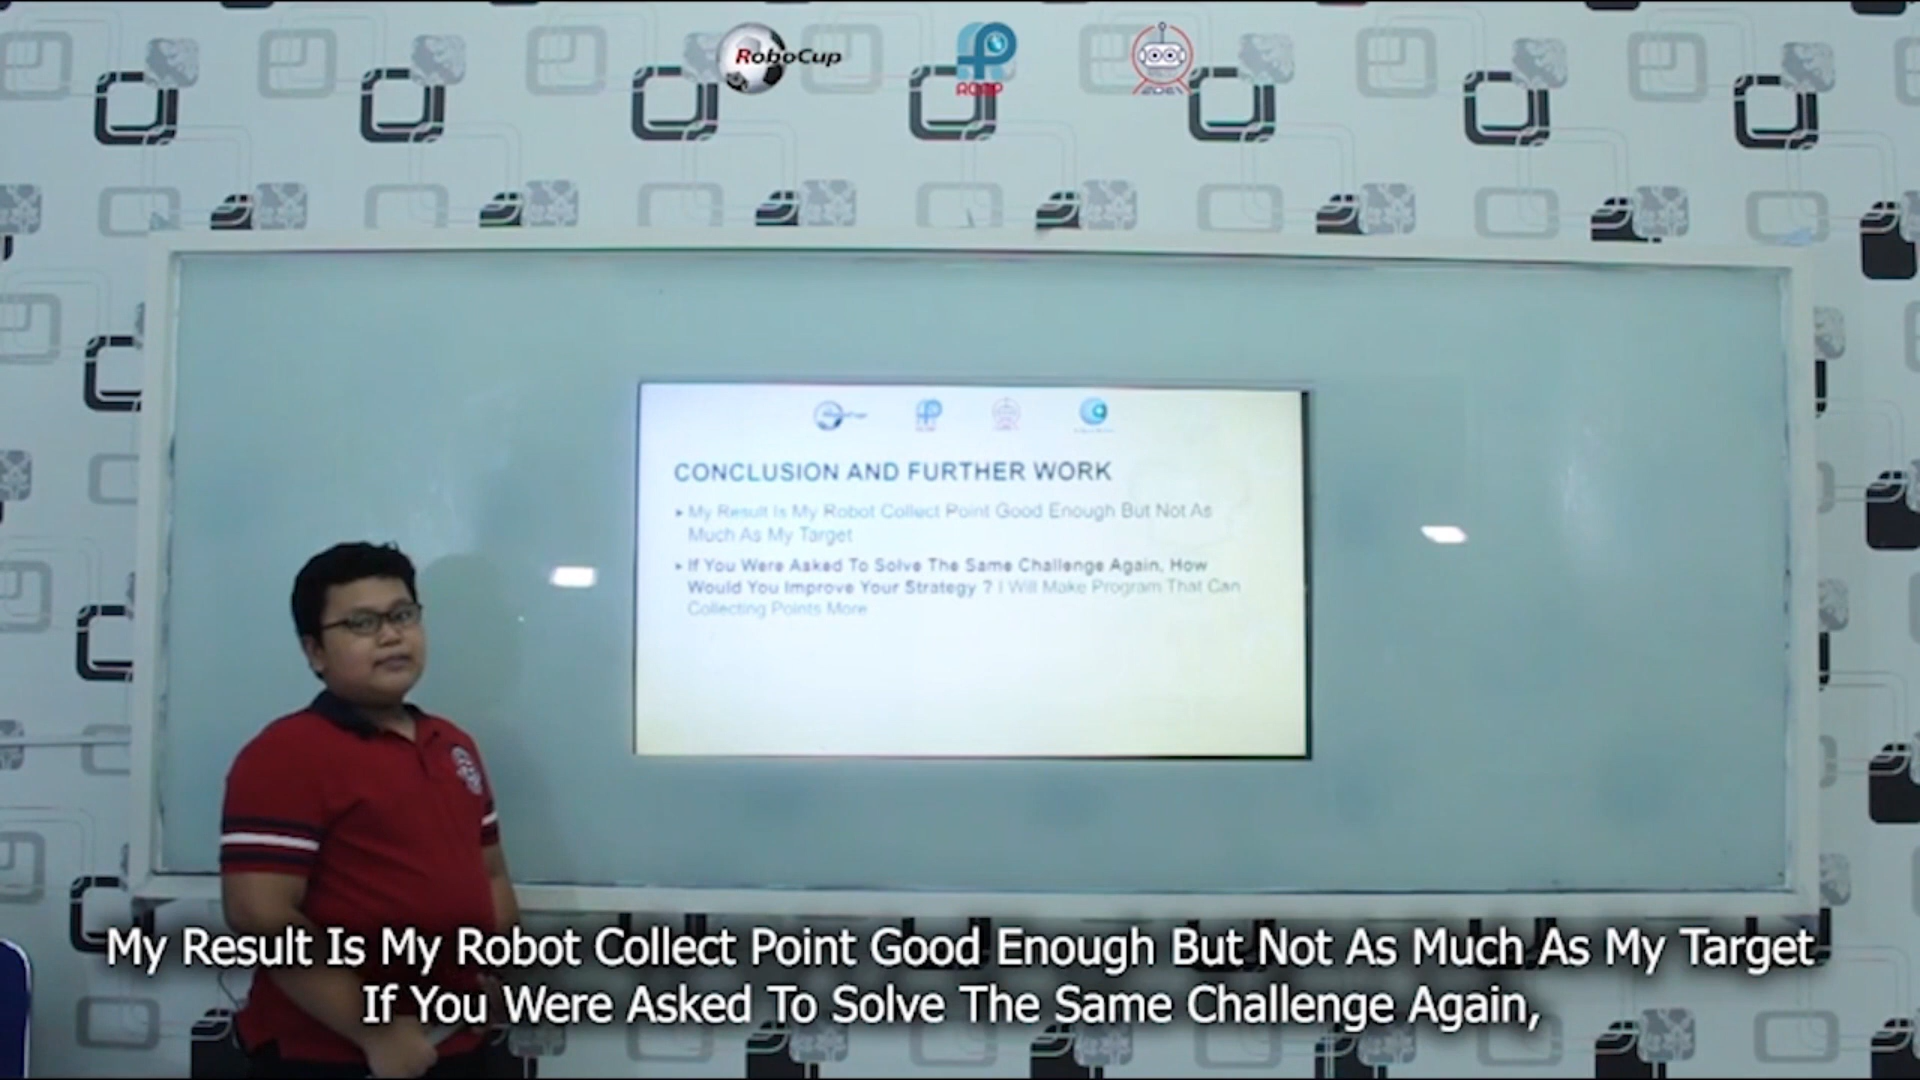 RoboCup
RCAP
2021
CONCLUSION AND FURTHER WORK
▸ My Result Is My Robot Collect Point Good Enough But Not As
Much As My Target
▸ If You Were Asked To Solve The Same Challenge Again, How
Would You Improve Your Strategy ? I Will Make Program That Can
Collecting Points More
My Result Is My Robot Collect Point Good Enough But Not As Much As My Target
If You Were Asked To Solve The Same Challenge Again,